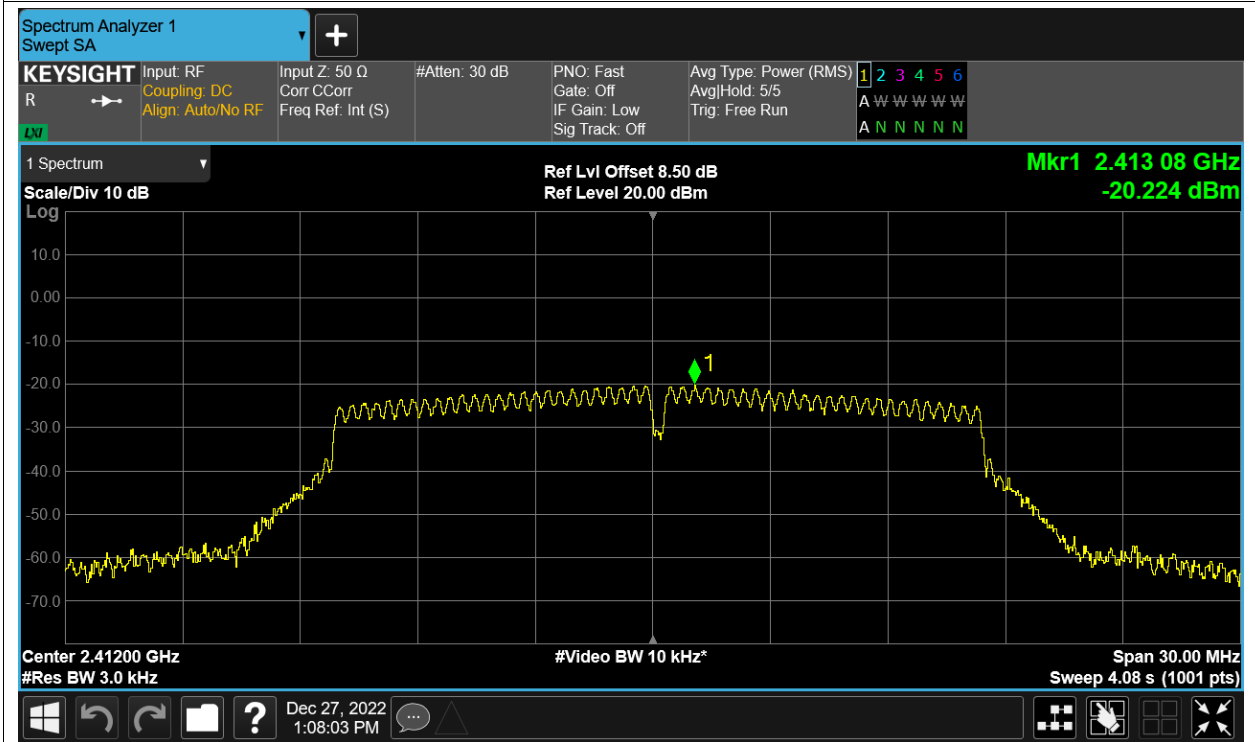 Spectrum Analyzer 1
Swept SA
+
KEYSIGHT
R
LXI
Input: RF
Coupling: DC
Align: Auto/No RF
Input Z: 50 Ω
Corr CCorr
Freq Ref: Int (S)
#Atten: 30 dB
PNO: Fast
Gate: Off
IF Gain: Low
Sig Track: Off
Avg Type: Power (RMS)
Avg|Hold: 5/5
Trig: Free Run
1 2 3 4 5 6
A W W W W W
A N N N N N
1 Spectrum
Scale/Div 10 dB
Log
Ref Lvl Offset 8.50 dB
Ref Level 20.00 dBm
Mkr1 2.413 08 GHz
-20.224 dBm
10.0
0.00
-10.0
-20.0
-30.0
-40.0
-50.0
-60.0
-70.0
1
Center 2.41200 GHz
#Res BW 3.0 kHz
#Video BW 10 kHz*
Span 30.00 MHz
Sweep 4.08 s (1001 pts)
?
Dec 27, 2022
1:08:03 PM